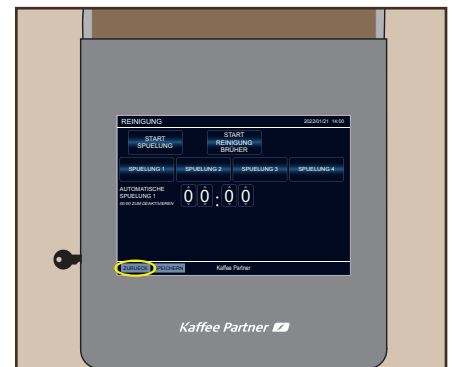 REINIGUNG 2022/01/21 14:00
START
SPUELUNG
START
REINIGUNG
BRÜHER
SPUELUNG 1 SPUELUNG 2 SPUELUNG 3 SPUELUNG 4
AUTOMATISCHE
SPUELUNG 1
00:00 ZUM DEAKTIVIEREN
00:00
ZURUECK SPEICHERN Kaffee Partner
Kaffee Partner